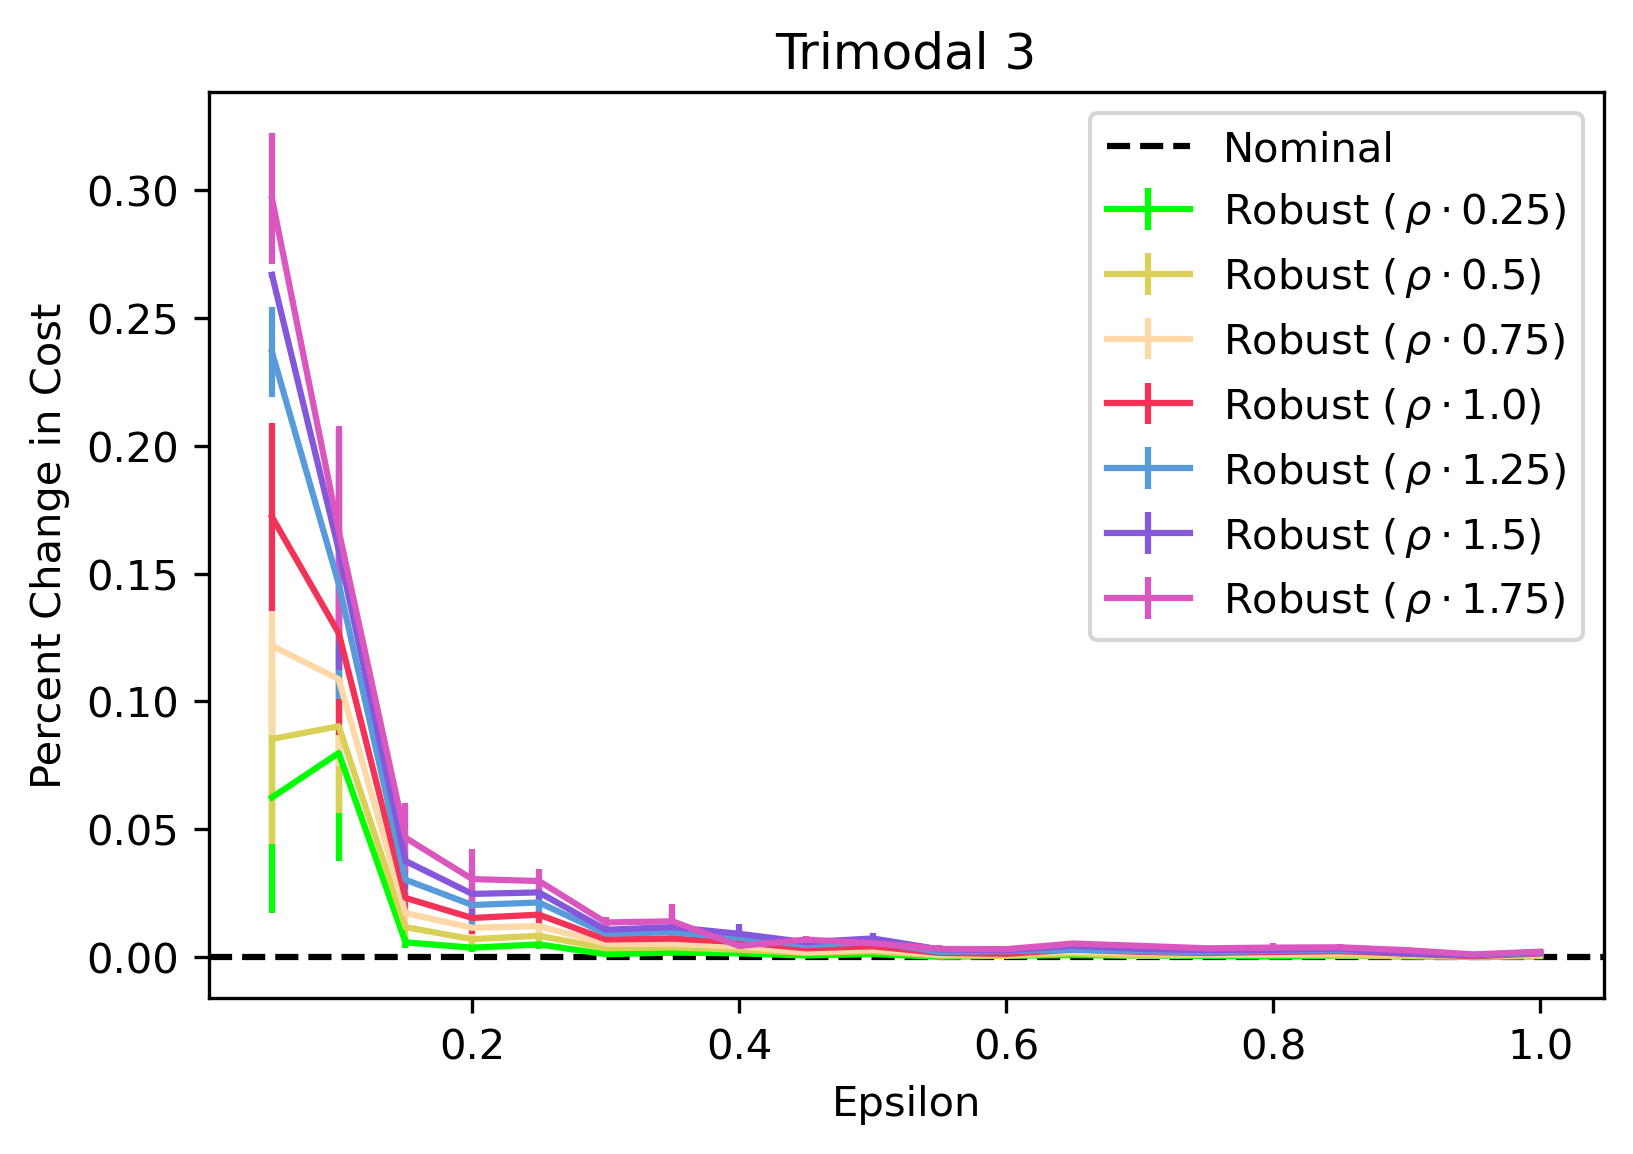 Trimodal 3
Percent Change in Cost
0.30
0.25
0.20
0.15
0.10
0.05
0.00
Nominal
Robust (ρ · 0.25)
Robust (ρ · 0.5)
Robust (ρ · 0.75)
Robust (ρ · 1.0)
Robust (ρ · 1.25)
Robust (ρ · 1.5)
Robust (ρ · 1.75)
0.2 0.4 0.6 0.8 1.0
Epsilon